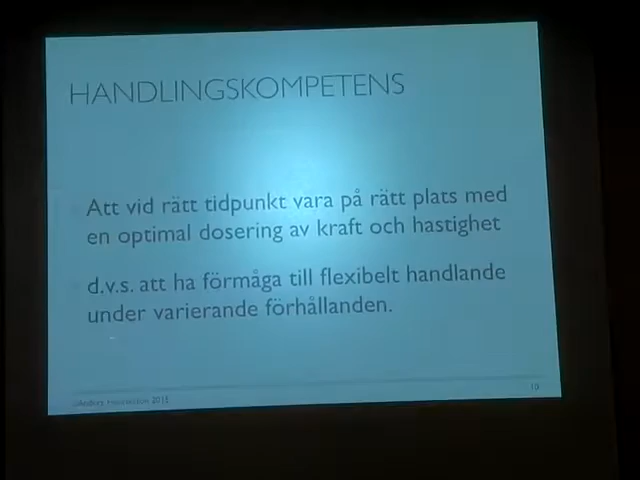 HANDLINGSKOMPETENS
Att vid rätt tidpunkt vara på rätt plats med
en optimal dosering av kraft och hastighet
d.v.s. att ha förmåga till flexibelt handlande
under varierande förhållanden.
10